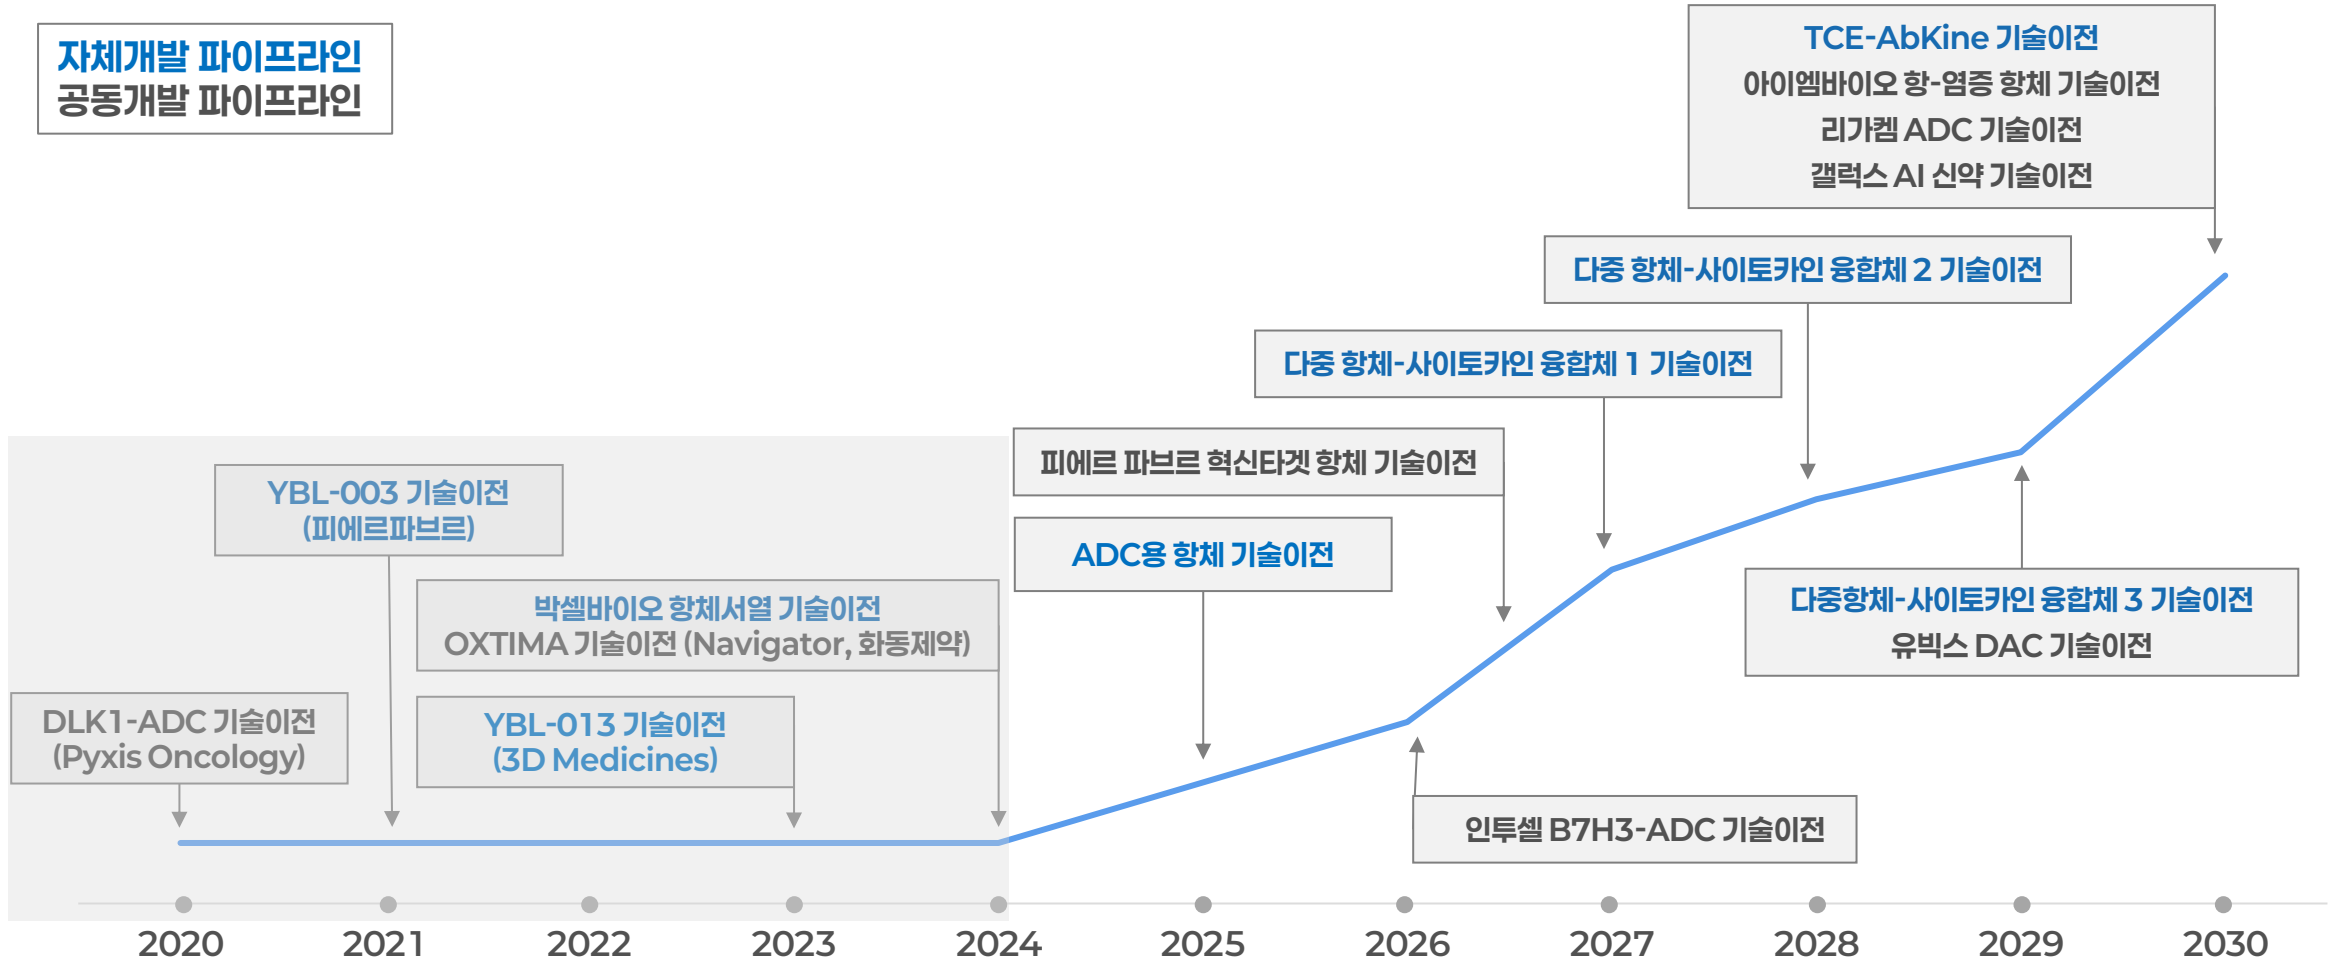 자체개발 파이프라인
공동개발 파이프라인
TCE-AbKine 기술이전
아이엠바이오 항-염증 항체 기술이전
리가켐 ADC 기술이전
갤럭스 AI 신약 기술이전
다중 항체-사이토카인 융합체 2 기술이전
다중 항체-사이토카인 융합체 1 기술이전
피에르 파브르 혁신타겟 항체 기술이전
YBL-003 기술이전
(피에르파브르)
ADC용 항체 기술이전
박셀바이오 항체서열 기술이전
OXTIMA 기술이전 (Navigator, 화동제약)
다중항체-사이토카인 융합체 3 기술이전
유빅스 DAC 기술이전
DLK1-ADC 기술이전
(Pyxis Oncology)
YBL-013 기술이전
(3D Medicines)
인투셀 B7H3-ADC 기술이전
2020 2021 2022 2023 2024 2025 2026 2027 2028 2029 2030